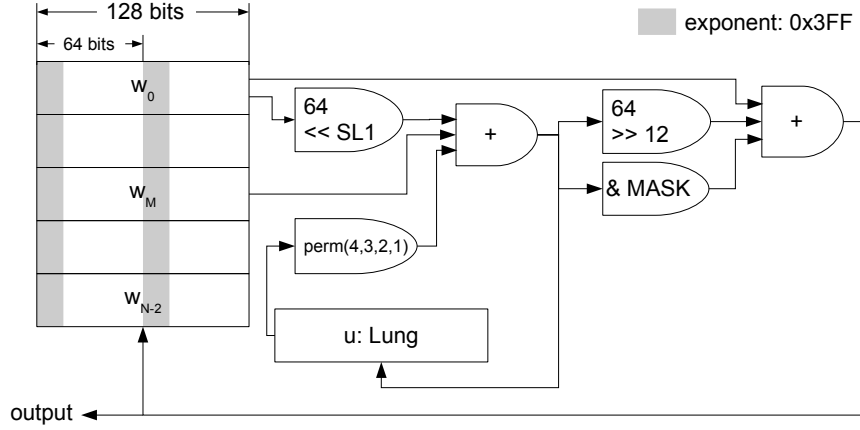 128 bits
exponent: 0x3FF
64 bits
w0
64
<< SL1
+
64
>> 12
+
wM
& MASK
perm(4,3,2,1)
wN-2
u: Lung
output